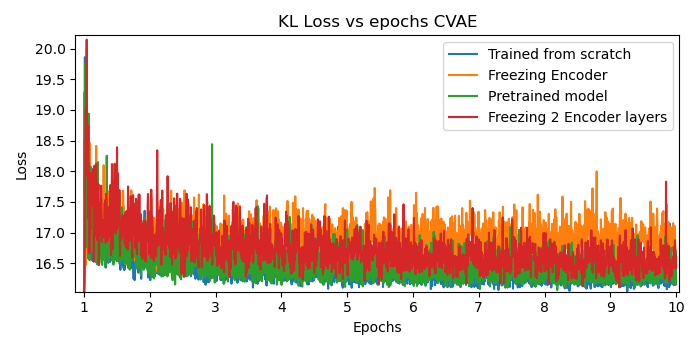 KL Loss vs epochs CVAE
Loss
20.0
19.5
19.0
18.5
18.0
17.5
17.0
16.5
Trained from scratch
Freezing Encoder
Pretrained model
Freezing 2 Encoder layers
1 2 3 4 5 6 7 8 9 10
Epochs